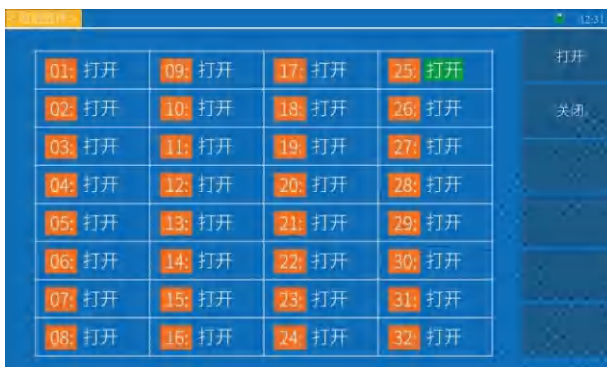 12:31
01: 打开 09: 打开 17: 打开 25: 打开 打开
02: 打开 10: 打开 18: 打开 26: 打开 关闭
03: 打开 11: 打开 19: 打开 27: 打开
04: 打开 12: 打开 20: 打开 28: 打开
05: 打开 13: 打开 21: 打开 29: 打开
06: 打开 14: 打开 22: 打开 30: 打开
07: 打开 15: 打开 23: 打开 31: 打开
08: 打开 16: 打开 24: 打开 32: 打开